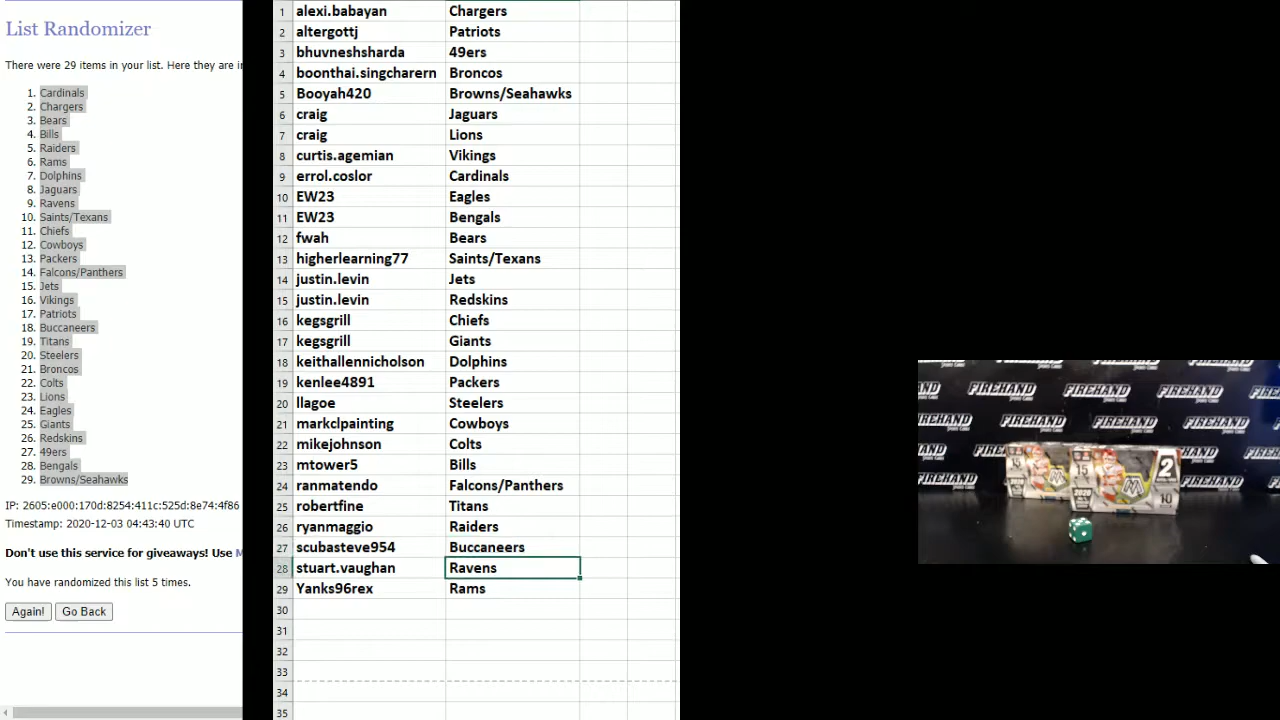 List Randomizer
There were 29 items in your list. Here they are in
1. Cardinals
2. Chargers
3. Bears
4. Bills
5. Raiders
6. Rams
7. Dolphins
8. Jaguars
9. Ravens
10. Saints/Texans
11. Chiefs
12. Cowboys
13. Packers
14. Falcons/Panthers
15. Jets
16. Vikings
17. Patriots
18. Buccaneers
19. Titans
20. Steelers
21. Broncos
22. Colts
23. Lions
24. Eagles
25. Giants
26. Redskins
27. 49ers
28. Bengals
29. Browns/Seahawks
IP: 2605:e000:170d:8254:411c:525d:8e74:4f86
Timestamp: 2020-12-03 04:43:40 UTC
Don't use this service for giveaways! Use
You have randomized this list 5 times.
Again! Go Back
1 alexi.babayan Chargers
2 altergottj Patriots
3 bhuvneshsharda 49ers
4 boonthai.singcharern Broncos
5 Booyah420 Browns/Seahawks
6 craig Jaguars
7 craig Lions
8 curtis.agemian Vikings
9 errol.coslor Cardinals
10 EW23 Eagles
11 EW23 Bengals
12 fwah Bears
13 higherlearning77 Saints/Texans
14 justin.levin Jets
15 justin.levin Redskins
16 kegsgrill Chiefs
17 kegsgrill Giants
18 keithallennicholson Dolphins
19 kenlee4891 Packers
20 llagoe Steelers
21 markclpainting Cowboys
22 mikejohnson Colts
23 mtower5 Bills
24 ranmatendo Falcons/Panthers
25 robertfine Titans
26 ryanmaggio Raiders
27 scubasteve954 Buccaneers
28 stuart.vaughan Ravens
29 Yanks96rex Rams
30
31
32
33
34
35
FIREHAND
FIREHAND
FIREHAND
FIREHAND
FIREHAND
14
15
2020
2
10